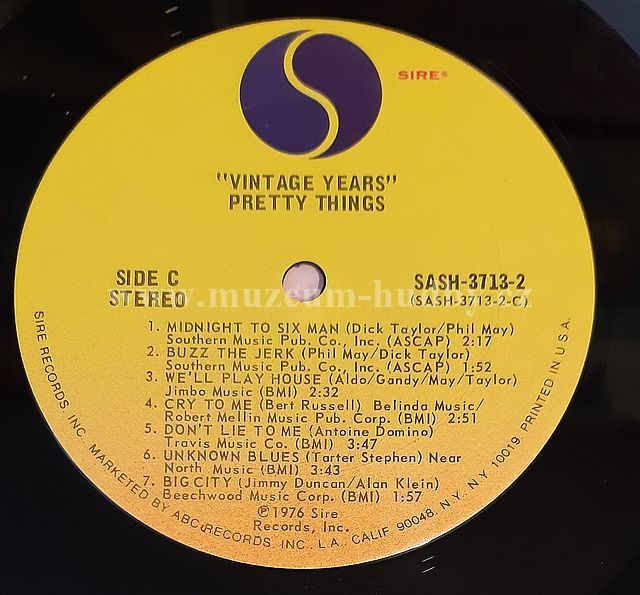 SIRE®
"VINTAGE YEARS"
PRETTY THINGS
SIDE C
STEREO
SASH-3713-2
(SASH-3713-2-C)
1. MIDNIGHT TO SIX MAN (Dick Taylor/Phil May)
Southern Music Pub. Co., Inc. (ASCAP) 2:17
2. BUZZ THE JERK (Phil May/Dick Taylor)
Southern Music Pub. Co., Inc. (ASCAP) 1:52
3. WE'LL PLAY HOUSE (Aldo/Gandy/May/Taylor)
Jimbo Music (BMI) 2:32
4. CRY TO ME (Bert Russell) Belinda Music/
Robert Mellin Music Pub. Corp. (BMI) 2:51
5. DON'T LIE TO ME (Antoine Domino)
Travis Music Co. (BMI) 3:47
6. UNKNOWN BLUES (Tarter Stephen) Near
North Music (BMI) 3:43
7. BIG CITY (Jimmy Duncan/Alan Klein)
Beechwood Music Corp. (BMI) 1:57
℗1976 Sire
Records, Inc.
SIRE RECORDS, INC. MARKETED BY ABC RECORDS, INC., L.A., CALIF 90048, N.Y., N.Y. 10019. PRINTED IN U.S.A.